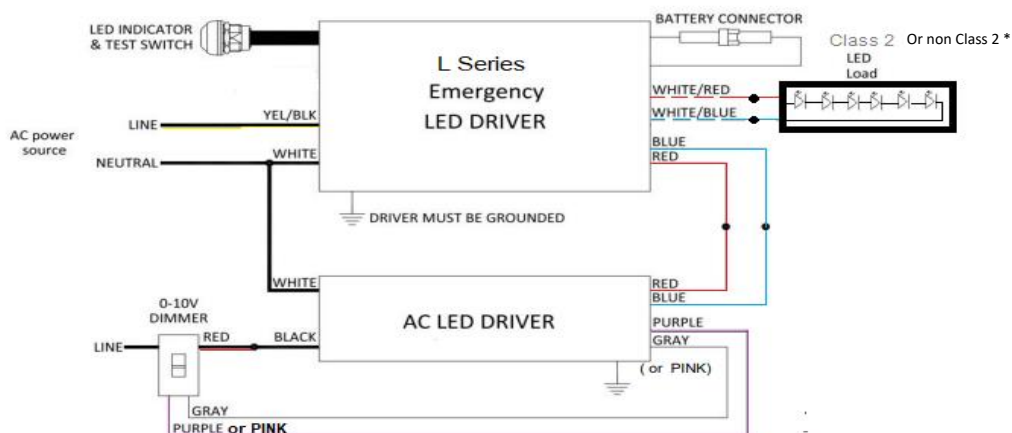 LED INDICATOR
& TEST SWITCH
BATTERY CONNECTOR
Class 2 Or non Class 2 *
LED
Load
L Series
Emergency
LED DRIVER
WHITE/RED
WHITE/BLUE
AC power
source
LINE
YEL/BLK
NEUTRAL
WHITE
BLUE
RED
DRIVER MUST BE GROUNDED
WHITE
AC LED DRIVER
RED
BLUE
PURPLE
GRAY
( or PINK)
0-10V
DIMMER
LINE
RED
BLACK
GRAY
PURPLE or PINK